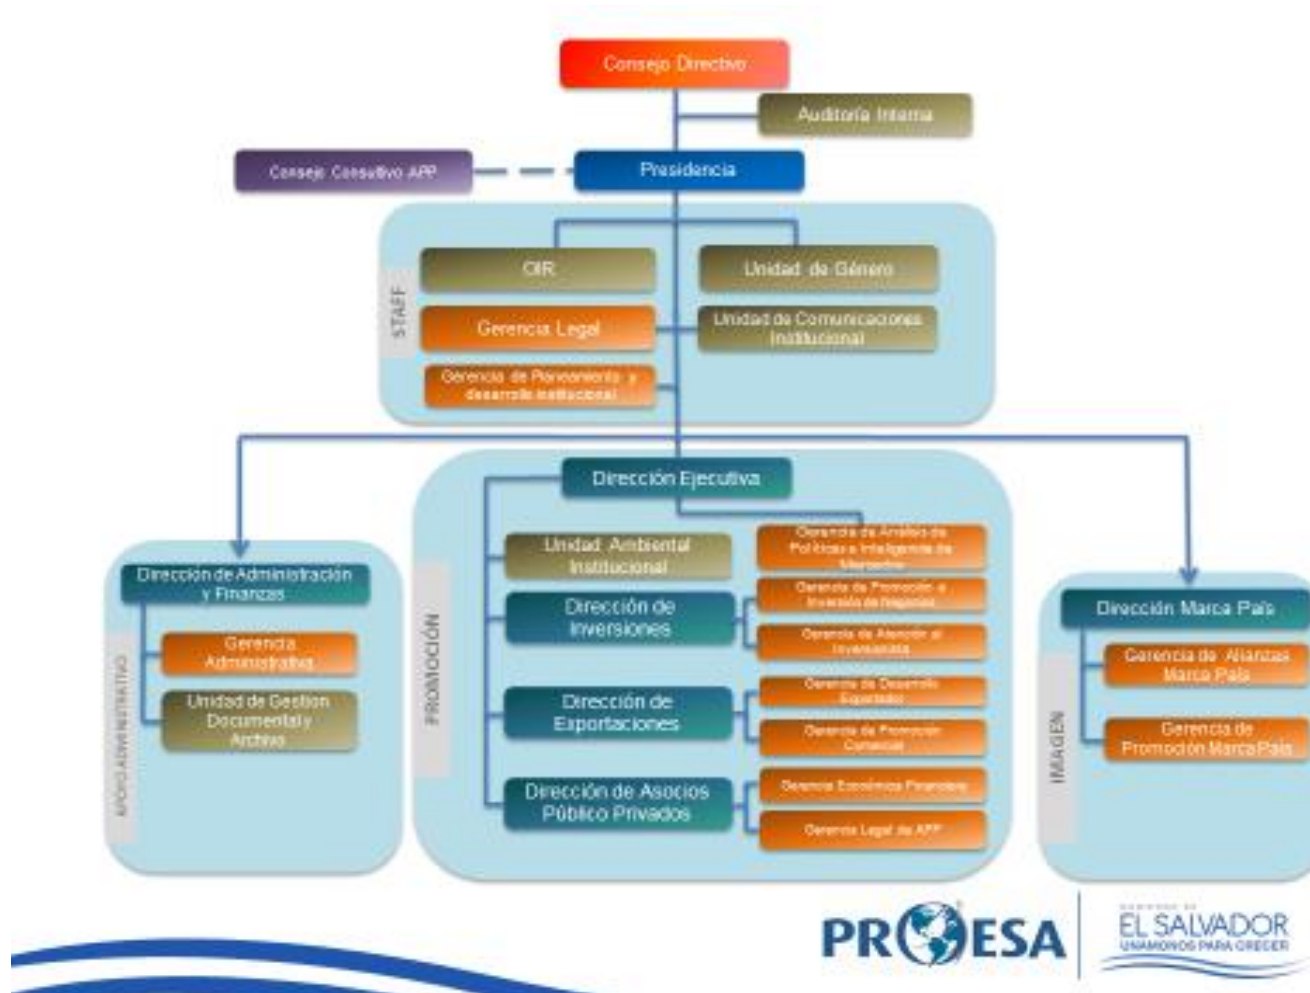 Consejo Directivo
Auditoría Interna
Consejo Consultivo APP
Presidencia
STAFF
OIR
Unidad de Género
Gerencia Legal
Unidad de Comunicaciones
Institucional
Gerencia de Planeamiento y
desarrollo institucional
Dirección Ejecutiva
PROMOCIÓN
Unidad Ambiental
Institucional
Gerencia de Análisis de
Políticas e Inteligencia de
Mercados
Dirección de
Inversiones
Gerencia de Promoción e
Inversión de Negocios
Gerencia de Atención al
Inversionista
Dirección de
Exportaciones
Gerencia de Desarrollo
Exportador
Gerencia de Promoción
Comercial
Dirección de Asocios
Público Privados
Gerencia Económica Financiera
Gerencia Legal de APP
APOYO ADMINISTRATIVO
Dirección de Administración
y Finanzas
Gerencia
Administrativa
Unidad de Gestion
Documental y
Archivo
IMAGEN
Dirección Marca País
Gerencia de Alianzas
Marca País
Gerencia de
Promoción Marca País
PROESA
GOBIERNO DE
EL SALVADOR
UNÁMONOS PARA CRECER